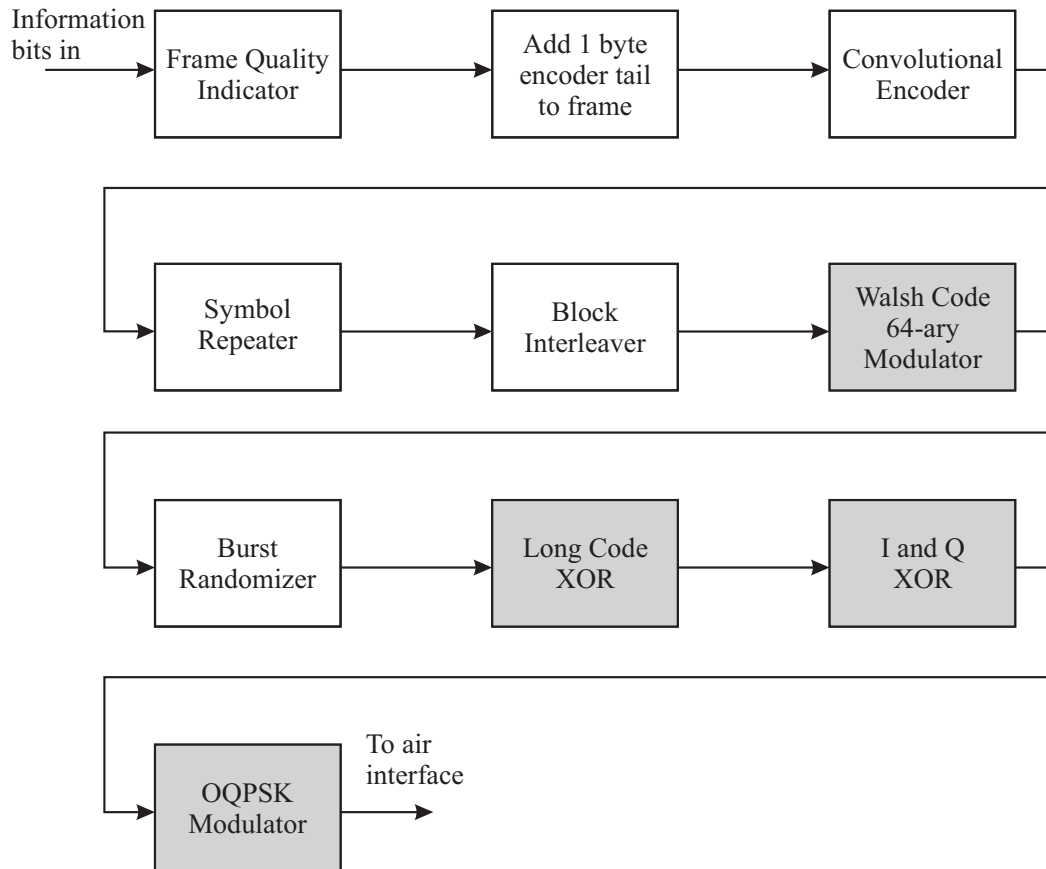 Information
bits in
Frame Quality
Indicator
Add 1 byte
encoder tail
to frame
Convolutional
Encoder
Symbol
Repeater
Block
Interleaver
Walsh Code
64-ary
Modulator
Burst
Randomizer
Long Code
XOR
I and Q
XOR
OQPSK
Modulator
To air
interface